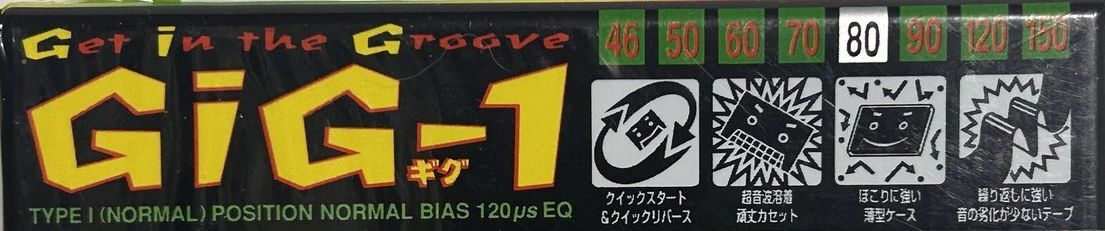 Get in the Groove
46 50 60 70 80 90 120 150
GiG-1
ギグ
TYPE I (NORMAL) POSITION NORMAL BIAS 120μs EQ
クイックスタート
&クイックリバース
超音波溶着
頑丈カセット
ほこりに強い
薄型ケース
繰り返しに強い
音の劣化が少ないテープ